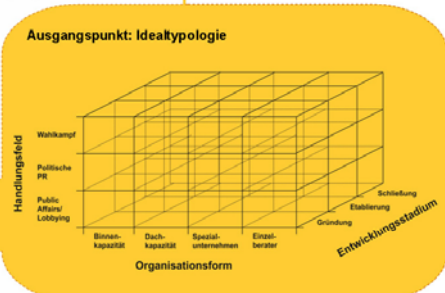 Ausgangspunkt: Idealtypologie
Handlungsfeld
Wahlkampf
Politische
PR
Public
Affairs/
Lobbying
Binnen-
kapazität
Dach-
kapazität
Spezial-
unternehmen
Einzel-
berater
Organisationsform
Gründung
Etablierung
Schließung
Entwicklungsstadium